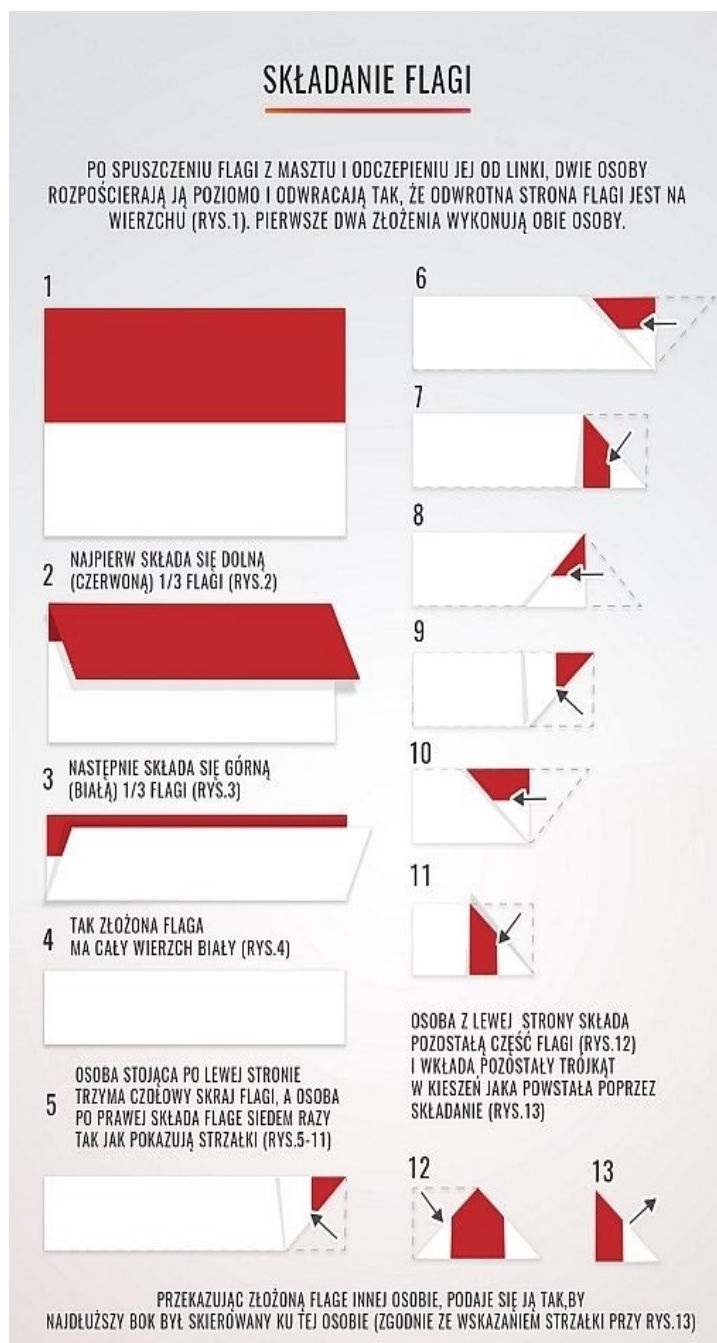 SKŁADANIE FLAGI
PO SPUSZCZENIU FLAGI Z MASZTU I ODCZEPIENIU JEJ OD LINKI, DWIE OSOBY
ROZPOŚCIERAJĄ JĄ POZIOMO I ODWRACAJĄ TAK, ŻE ODWROTNA STRONA FLAGI JEST NA
WIERZCHU (RYS.1). PIERWSZE DWA ZŁOŻENIA WYKONUJĄ OBIE OSOBY.
1
2 NAJPIERW SKŁADA SIĘ DOLNĄ
(CZERWONĄ) 1/3 FLAGI (RYS.2)
3 NASTĘPNIE SKŁADA SIĘ GÓRNĄ
(BIAŁĄ) 1/3 FLAGI (RYS.3)
4 TAK ZŁOŻONA FLAGA
MA CAŁY WIERZCH BIAŁY (RYS.4)
5 OSOBA STOJĄCA PO LEWEJ STRONIE
TRZYMA CZOŁOWY SKRAJ FLAGI, A OSOBA
PO PRAWEJ SKŁADA FLAGE SIEDEM RAZY
TAK JAK POKAZUJĄ STRZAŁKI (RYS.5-11)
6
7
8
9
10
11
OSOBA Z LEWEJ STRONY SKŁADA
POZOSTAŁĄ CZĘŚĆ FLAGI (RYS.12)
I WKŁADA POZOSTAŁY TRÓJKĄT
W KIESZEŃ JAKA POWSTAŁA POPRZEZ
SKŁADANIE (RYS.13)
12
13
PRZEKAZUJĄC ZŁOŻONĄ FLAGE INNEJ OSOBIE, PODAJE SIĘ JĄ TAK,BY
NAJDŁUŻSZY BOK BYŁ SKIEROWANY KU TEJ OSOBIE (ZGODNIE ZE WSKAZANIEM STRZAŁKI PRZY RYS.13)